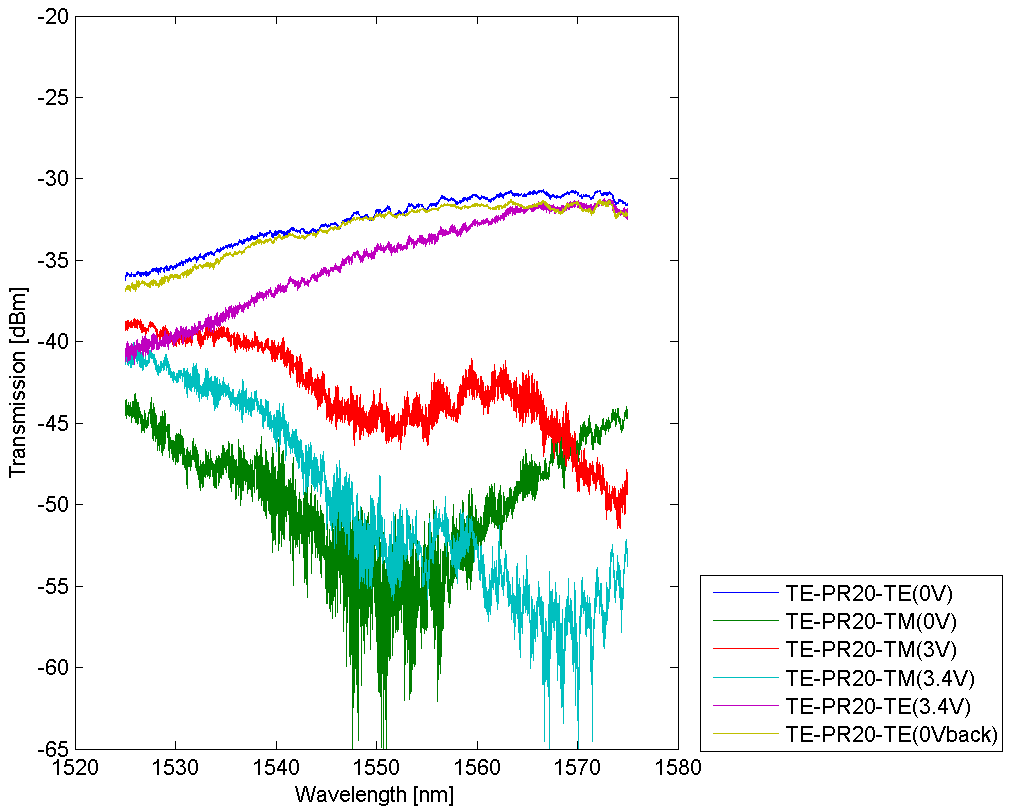 -20
-25
-30
-35
-40
-45
-50
-55
-60
-65
Transmission [dBm]
1520 1530 1540 1550 1560 1570 1580
Wavelength [nm]
TE-PR20-TE(0V)
TE-PR20-TM(0V)
TE-PR20-TM(3V)
TE-PR20-TM(3.4V)
TE-PR20-TE(3.4V)
TE-PR20-TE(0Vback)